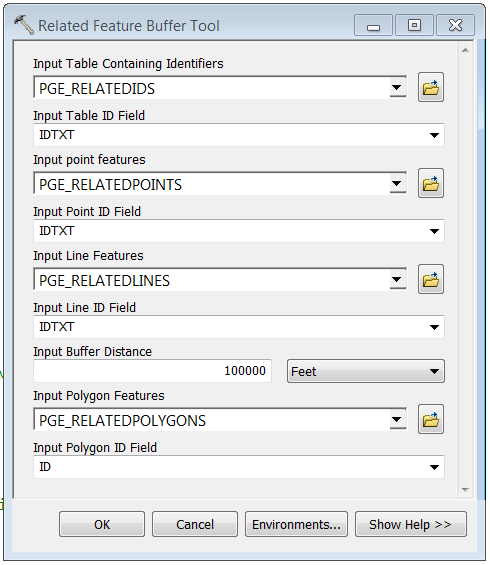 Related Feature Buffer Tool
Input Table Containing Identifiers
PGE_RELATEDIDS
Input Table ID Field
IDTXT
Input point features
PGE_RELATEDPOINTS
Input Point ID Field
IDTXT
Input Line Features
PGE_RELATEDLINES
Input Line ID Field
IDTXT
Input Buffer Distance
100000 Feet
Input Polygon Features
PGE_RELATEDPOLYGONS
Input Polygon ID Field
ID
OK Cancel Environments... Show Help >>